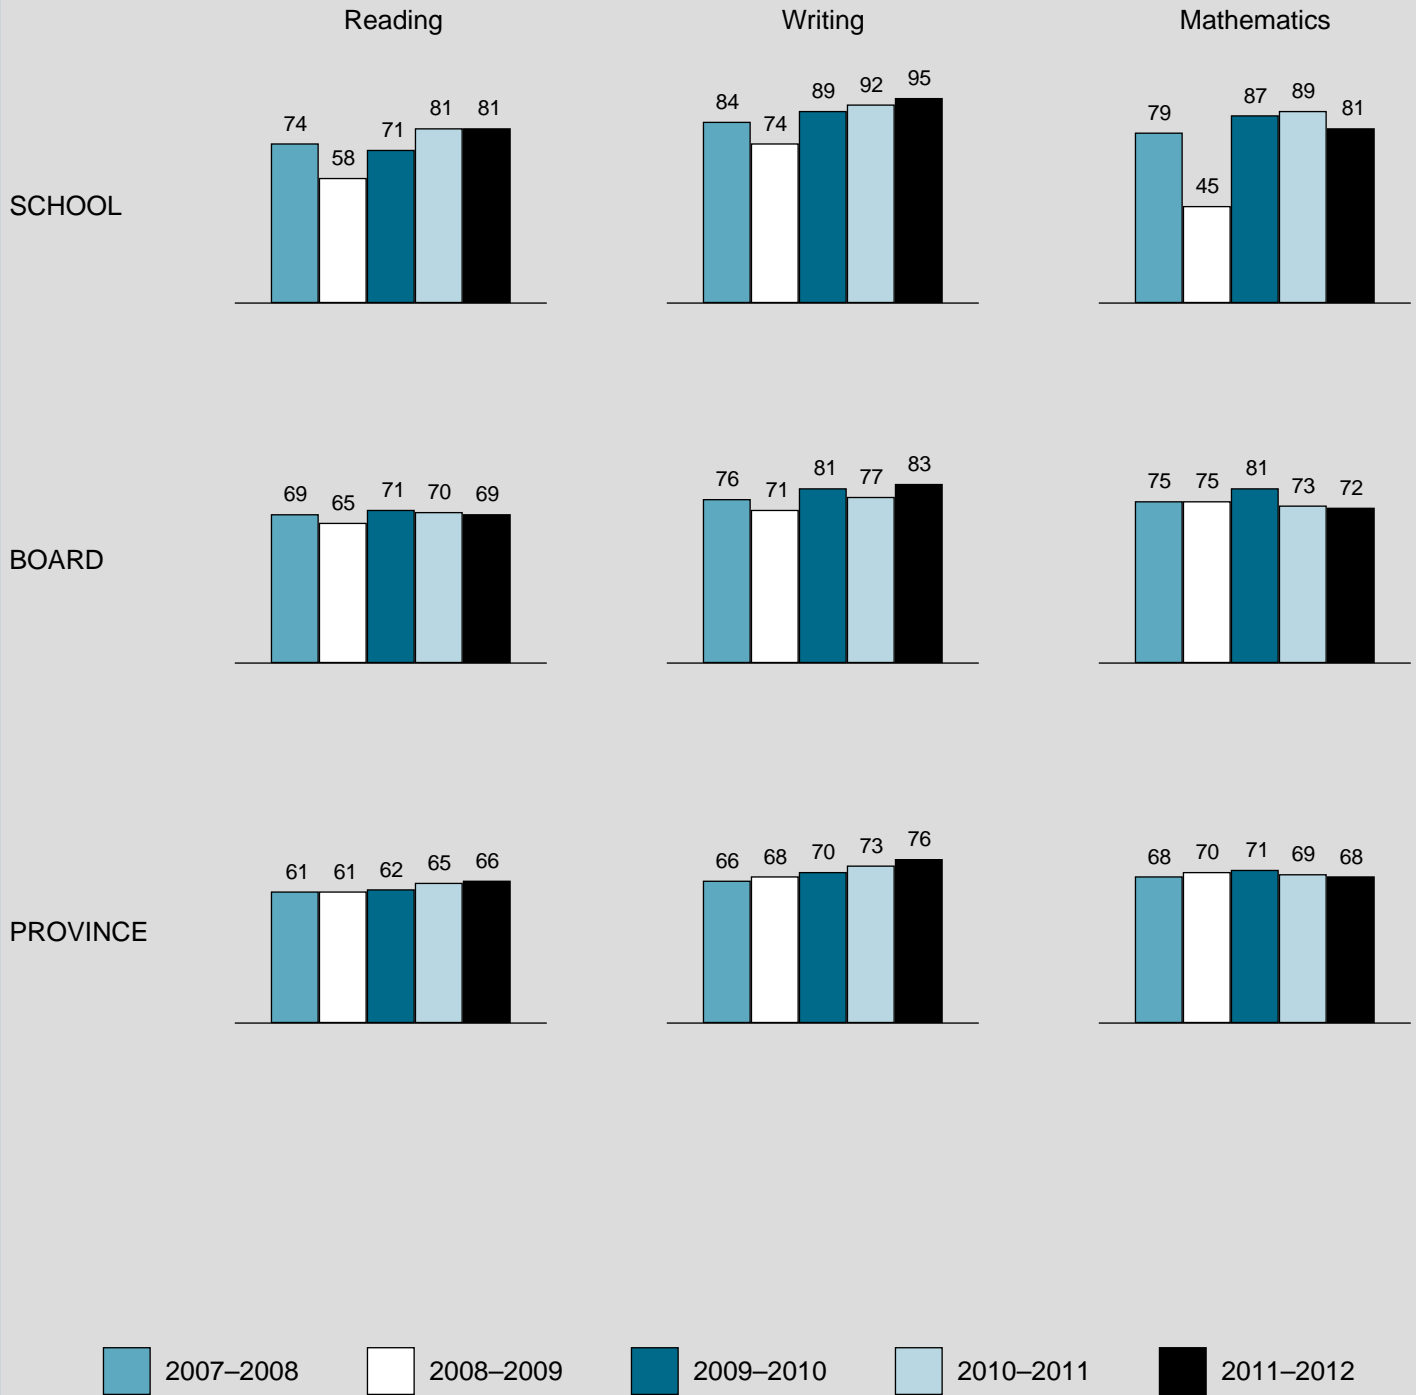 Reading Writing Mathematics
SCHOOL
74 58 71 81 81
84 74 89 92 95
79 45 87 89 81
BOARD
69 65 71 70 69
76 71 81 77 83
75 75 81 73 72
PROVINCE
61 61 62 65 66
66 68 70 73 76
68 70 71 69 68
2007–2008 2008–2009 2009–2010 2010–2011 2011–2012